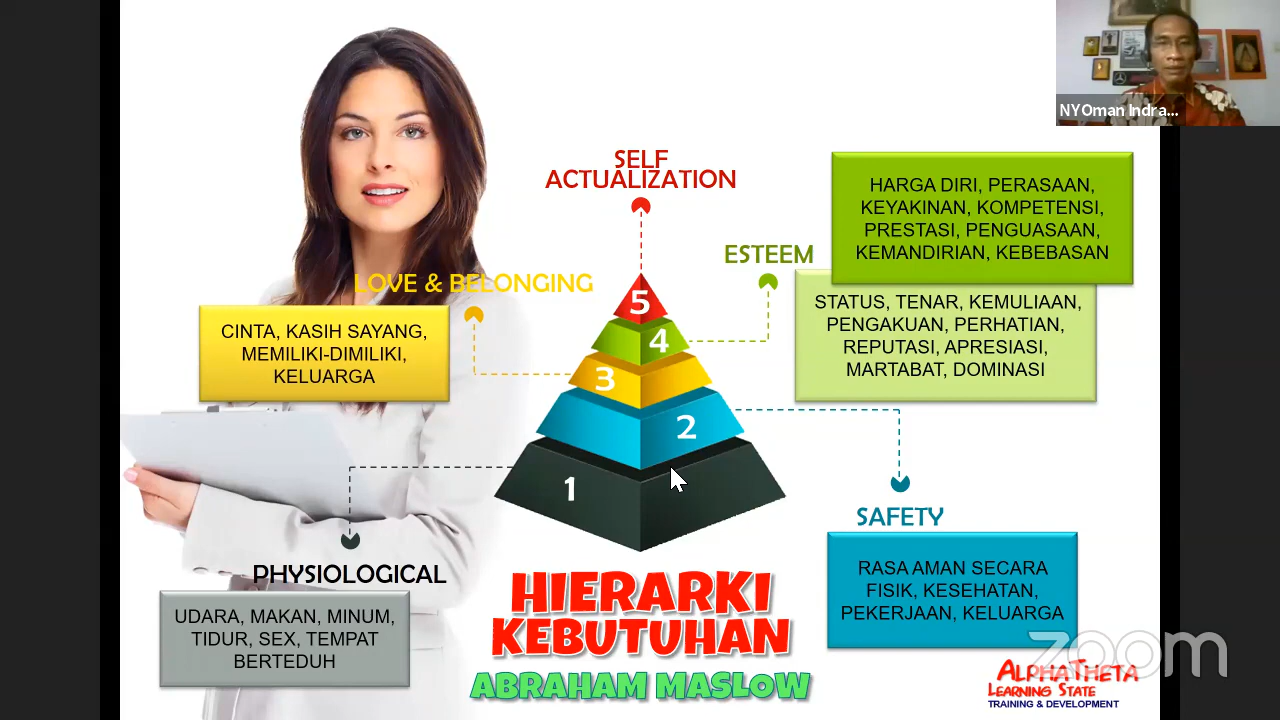 NYOman Indra...
SELF
ACTUALIZATION
HARGA DIRI, PERASAAN,
KEYAKINAN, KOMPETENSI,
PRESTASI, PENGUASAAN,
KEMANDIRIAN, KEBEBASAN
ESTEEM
STATUS, TENAR, KEMULIAAN,
PENGAKUAN, PERHATIAN,
REPUTASI, APRESIASI,
MARTABAT, DOMINASI
LOVE & BELONGING
CINTA, KASIH SAYANG,
MEMILIKI-DIMILIKI,
KELUARGA
5
4
3
2
1
SAFETY
RASA AMAN SECARA
FISIK, KESEHATAN,
PEKERJAAN, KELUARGA
PHYSIOLOGICAL
UDARA, MAKAN, MINUM,
TIDUR, SEX, TEMPAT
BERTEDUH
HIERARKI
KEBUTUHAN
ABRAHAM MASLOW
zoom
ALPHATHETA
LEARNING STATE
TRAINING & DEVELOPMENT